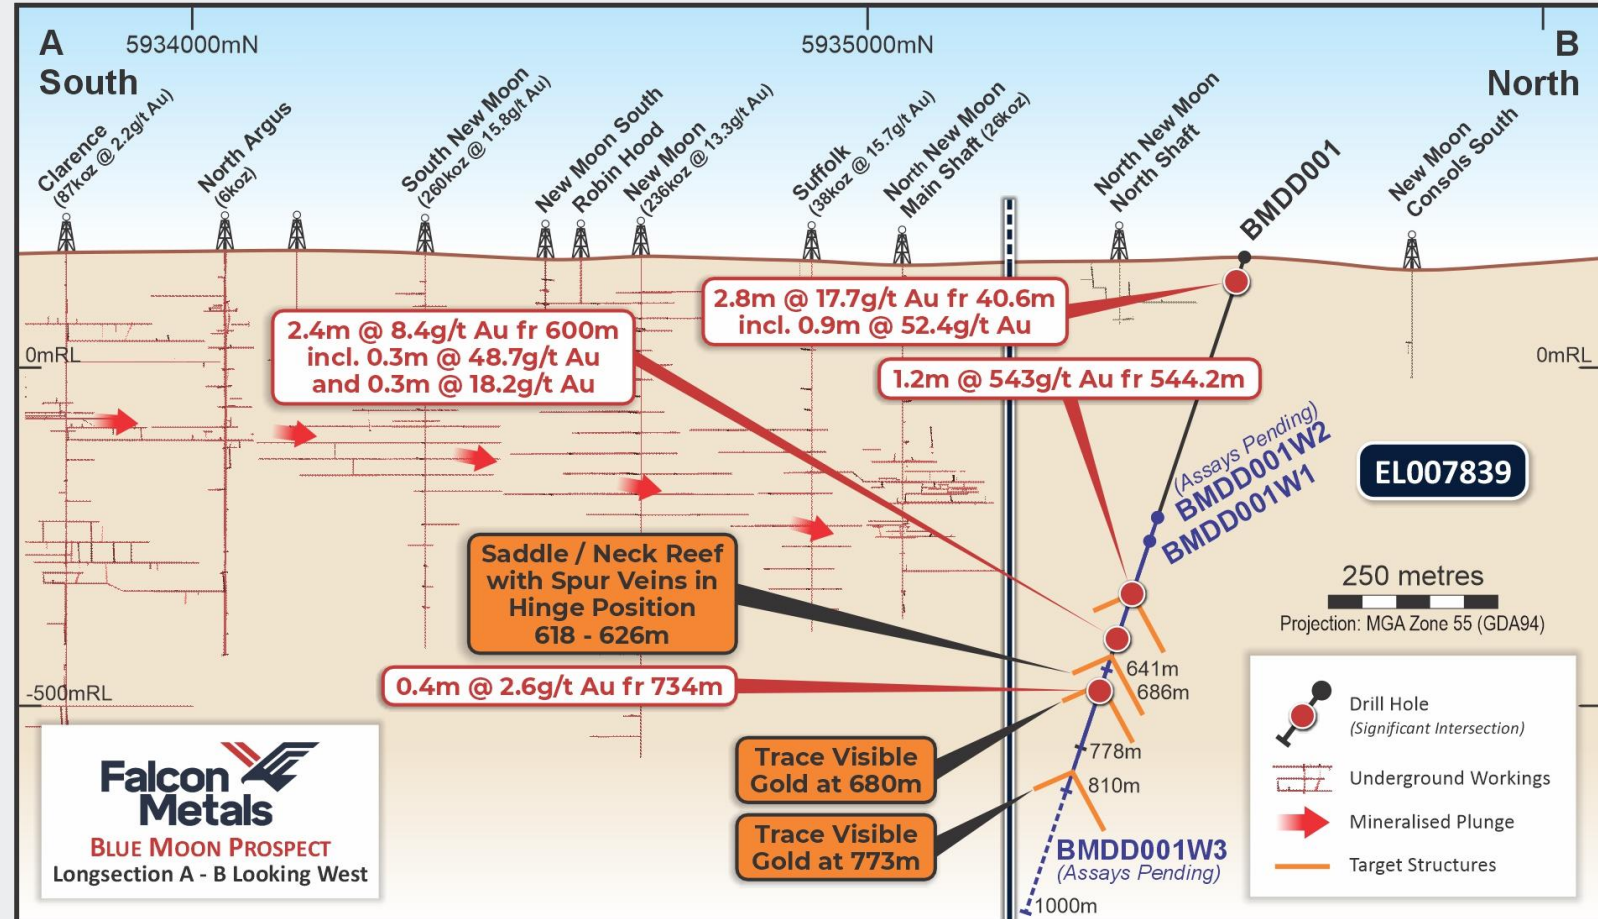 A
South
5934000mN
5935000mN
B
North
Clarence
(87koz @ 2.2g/t Au)
North Argus
(6koz)
South New Moon
(260koz @ 15.8g/t Au)
New Moon South
Robin Hood
New Moon
(236koz @ 13.3g/t Au)
Suffolk
(38koz @ 15.7g/t Au)
North New Moon
Main Shaft (26koz)
North New Moon
North Shaft
BMDD001
New Moon
Consols South
2.8m @ 17.7g/t Au fr 40.6m
incl. 0.9m @ 52.4g/t Au
2.4m @ 8.4g/t Au fr 600m
incl. 0.3m @ 48.7g/t Au
and 0.3m @ 18.2g/t Au
0mRL
0mRL
1.2m @ 543g/t Au fr 544.2m
(Assays Pending)
BMDD001W2
BMDD001W1
EL007839
Saddle / Neck Reef
with Spur Veins in
Hinge Position
618 - 626m
250 metres
Projection: MGA Zone 55 (GDA94)
0.4m @ 2.6g/t Au fr 734m
-500mRL
641m
686m
778m
810m
Trace Visible
Gold at 680m
Trace Visible
Gold at 773m
BMDD001W3
(Assays Pending)
1000m
Falcon
Metals
BLUE MOON PROSPECT
Longsection A - B Looking West
Drill Hole
(Significant Intersection)
Underground Workings
Mineralised Plunge
Target Structures